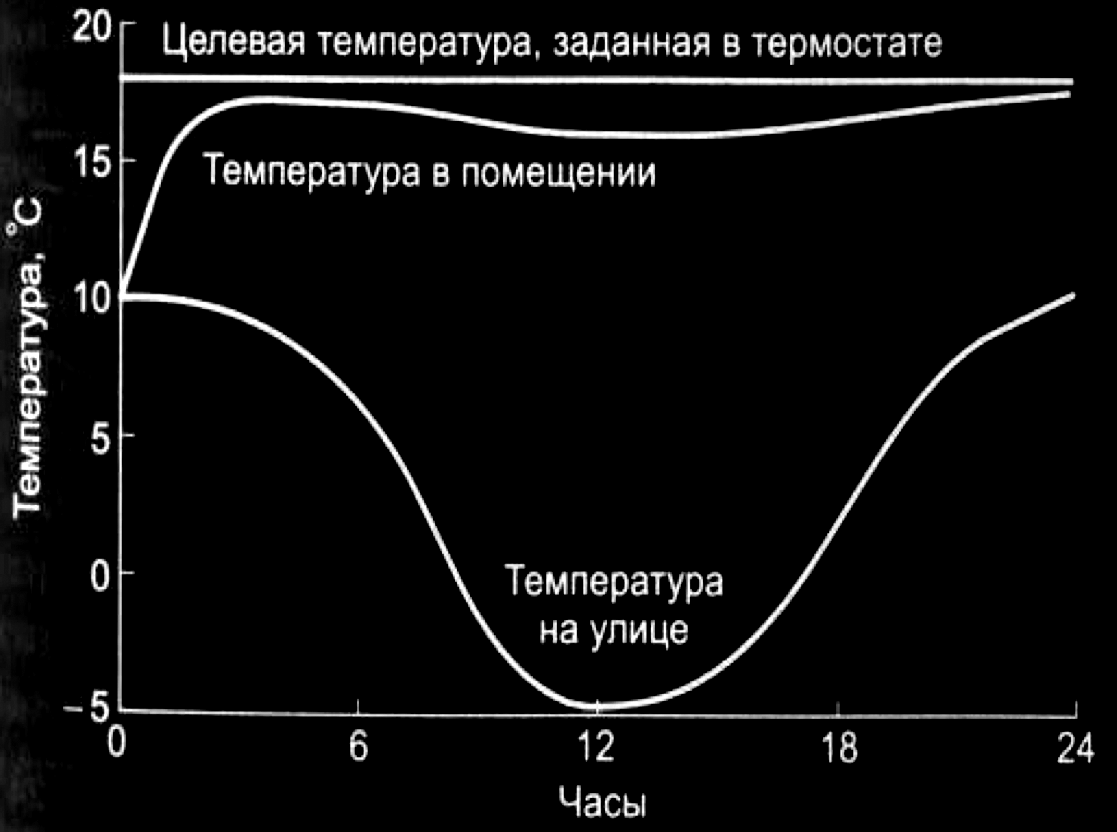 20
Целевая температура, заданная в термостате
15
Температура в помещении
Температура, °C
10
5
0
Температура
на улице
-5
0 6 12 18 24
Часы